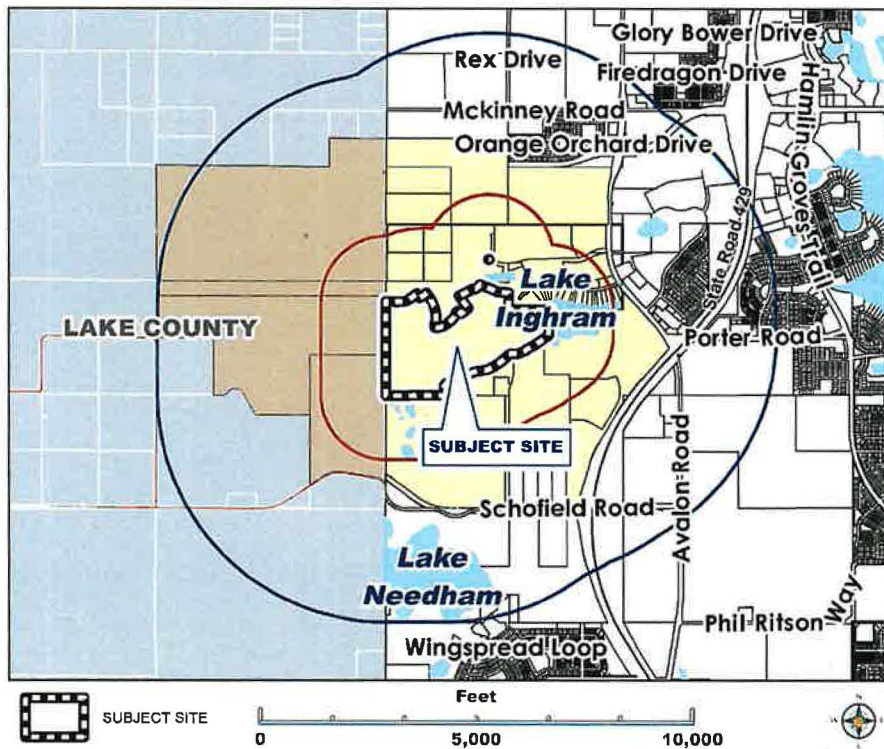 Glory Bower Drive
Rex Drive
Firedragon Drive
Mckinney Road
Hamlin Groves Trail
Orange Orchard Drive
State Road 429
Lake
Inghram
LAKE COUNTY
Porter Road
SUBJECT SITE
Avalon Road
Schofield Road
Lake
Needham
Phil Ritson Way
Wingspread Loop
SUBJECT SITE
Feet
0 5,000 10,000